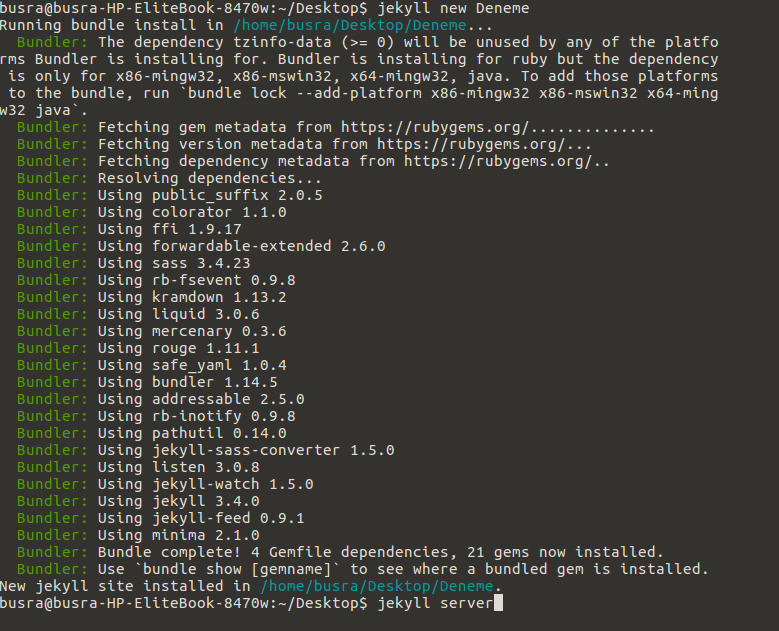 busra@busra-HP-EliteBook-8470w:~/Desktop$ jekyll new Deneme
Running bundle install in /home/busra/Desktop/Deneme...
  Bundler: The dependency tzinfo-data (>= 0) will be unused by any of the platfo
rms Bundler is installing for. Bundler is installing for ruby but the dependency
 is only for x86-mingw32, x86-mswin32, x64-mingw32, java. To add those platforms
 to the bundle, run `bundle lock --add-platform x86-mingw32 x86-mswin32 x64-ming
w32 java`.
  Bundler: Fetching gem metadata from https://rubygems.org/..............
  Bundler: Fetching version metadata from https://rubygems.org/...
  Bundler: Fetching dependency metadata from https://rubygems.org/..
  Bundler: Resolving dependencies...
  Bundler: Using public_suffix 2.0.5
  Bundler: Using colorator 1.1.0
  Bundler: Using ffi 1.9.17
  Bundler: Using forwardable-extended 2.6.0
  Bundler: Using sass 3.4.23
  Bundler: Using rb-fsevent 0.9.8
  Bundler: Using kramdown 1.13.2
  Bundler: Using liquid 3.0.6
  Bundler: Using mercenary 0.3.6
  Bundler: Using rouge 1.11.1
  Bundler: Using safe_yaml 1.0.4
  Bundler: Using bundler 1.14.5
  Bundler: Using addressable 2.5.0
  Bundler: Using rb-inotify 0.9.8
  Bundler: Using pathutil 0.14.0
  Bundler: Using jekyll-sass-converter 1.5.0
  Bundler: Using listen 3.0.8
  Bundler: Using jekyll-watch 1.5.0
  Bundler: Using jekyll 3.4.0
  Bundler: Using jekyll-feed 0.9.1
  Bundler: Using minima 2.1.0
  Bundler: Bundle complete! 4 Gemfile dependencies, 21 gems now installed.
  Bundler: Use `bundle show [gemname]` to see where a bundled gem is installed.
New jekyll site installed in /home/busra/Desktop/Deneme.
busra@busra-HP-EliteBook-8470w:~/Desktop$ jekyll server